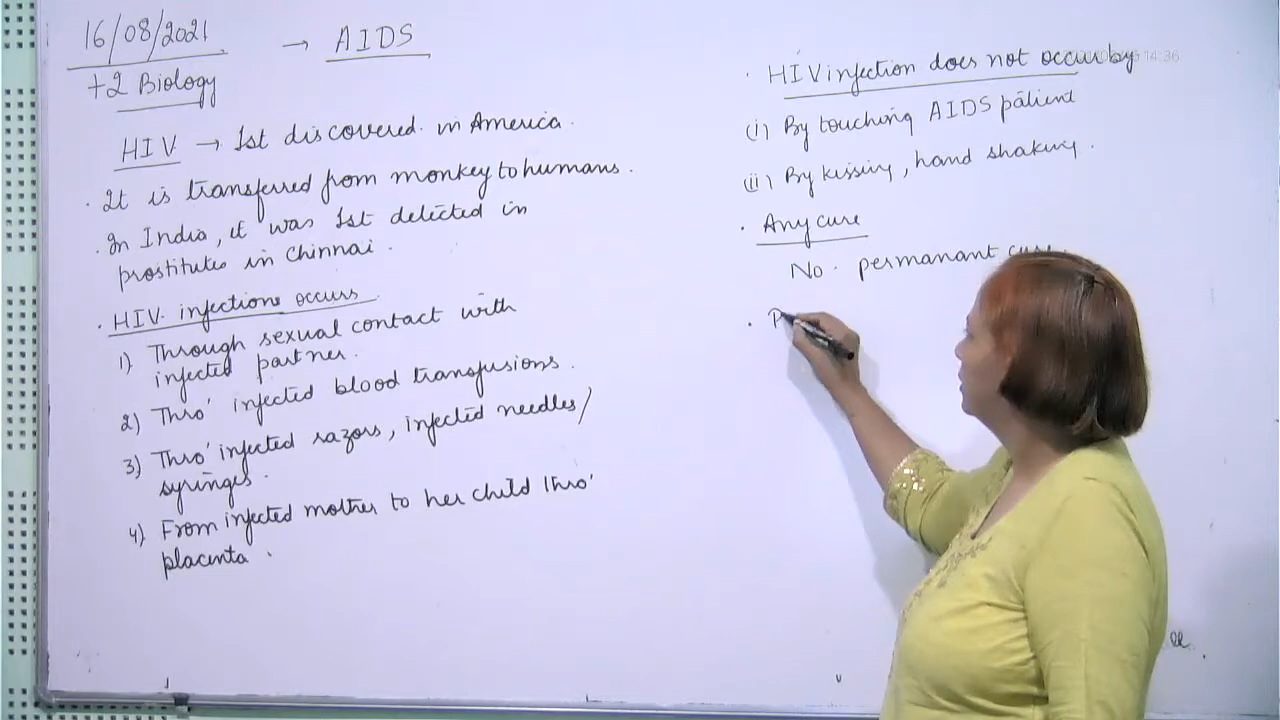 16/08/2021
+2 Biology
→ AIDS
HIV → 1st discovered in America.
· It is transferred from monkey to humans.
· In India, it was 1st detected in
prostitutes in Chinnai.
· HIV infections occurs
1) Through sexual contact with
infected partner.
2) Thro' infected blood transfusions.
3) Thro' infected razors, infected needles/
syringes.
4) From infected mother to her child thro'
placenta.
· HIV infection does not occur by
14:36
(i) By touching AIDS patient
(ii) By kissing, hand shaking.
· Any cure
No. permanant cure
· P